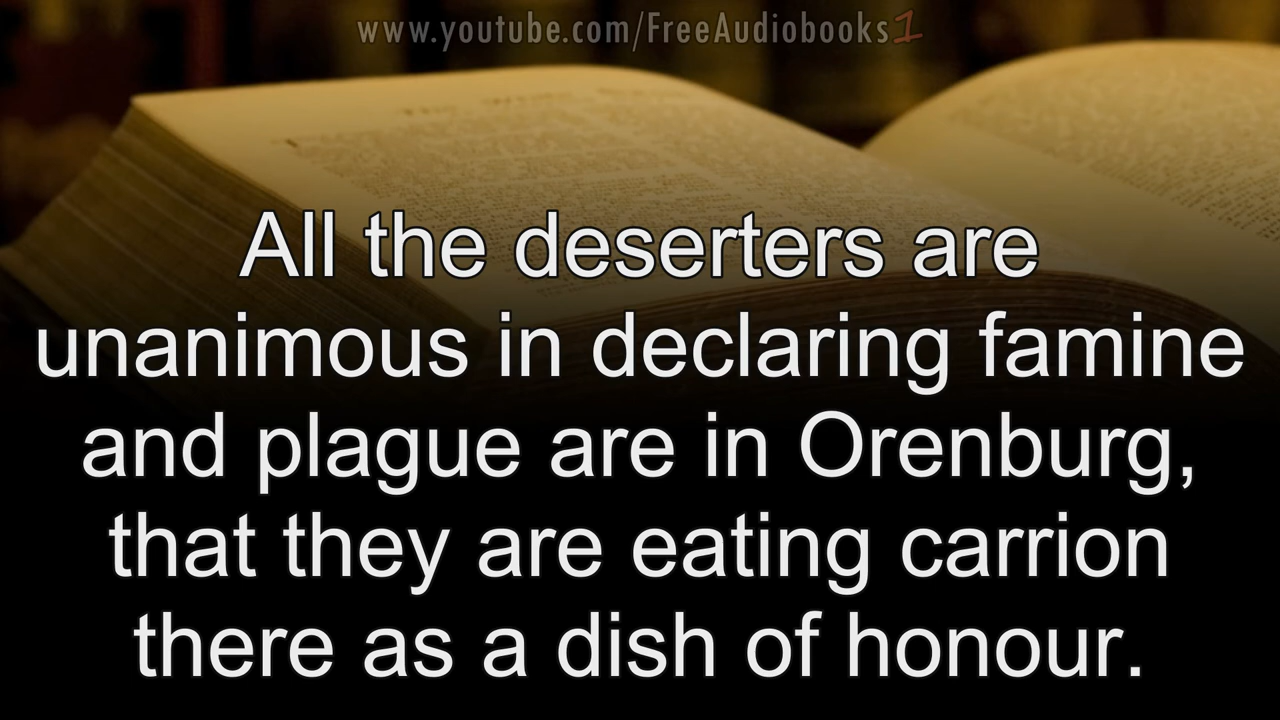 www.youtube.com/FreeAudiobooks1
All the deserters are
unanimous in declaring famine
and plague are in Orenburg,
that they are eating carrion
there as a dish of honour.